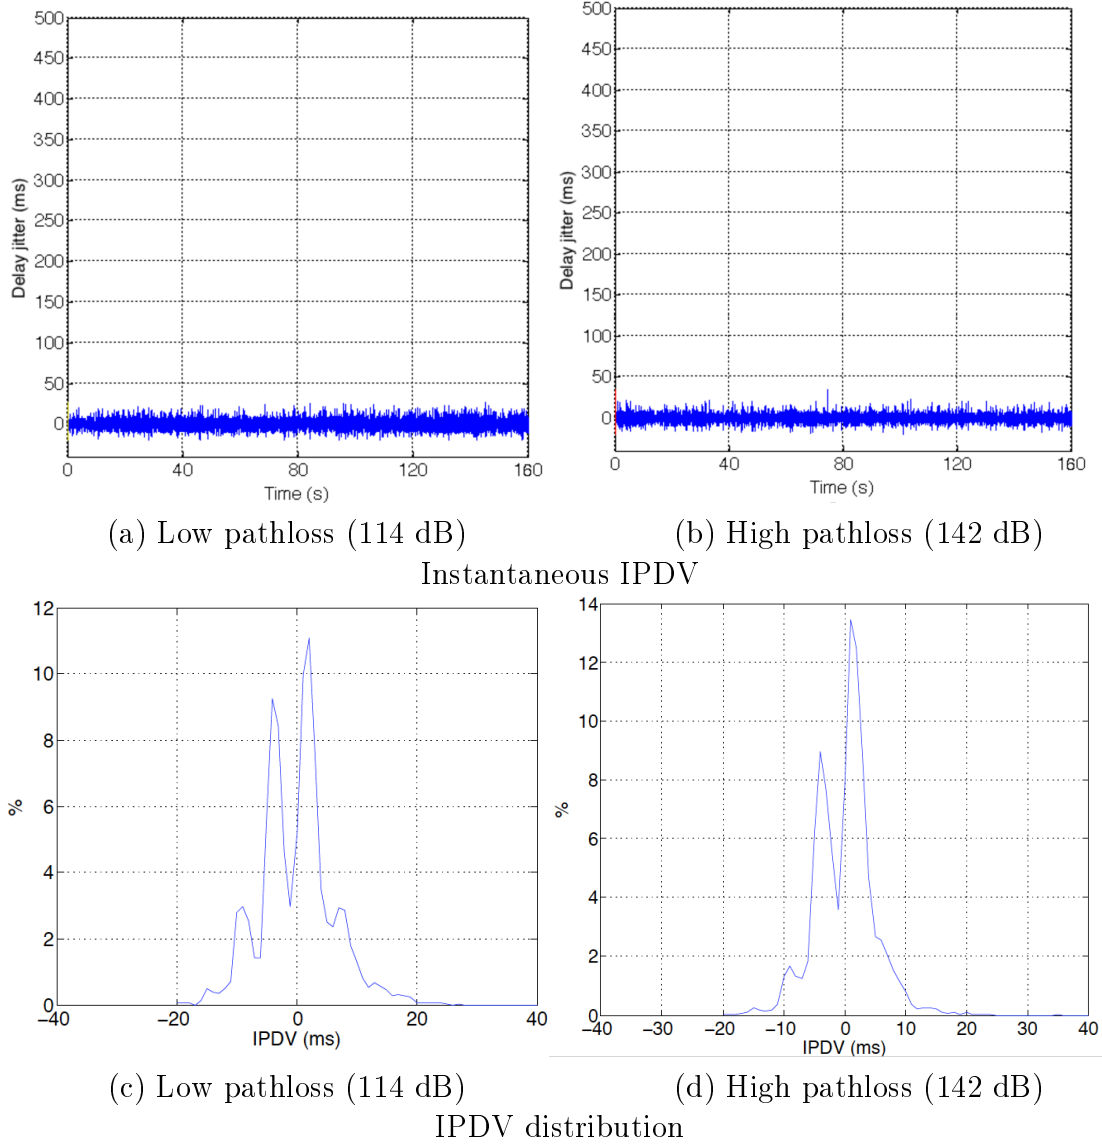 500
450
400
350
300
250
200
150
100
50
0
Delay jitter (ms)
0 40 80 120 160
Time (s)
500
450
400
350
300
250
200
150
100
50
0
Delay jitter (ms)
0 40 80 120 160
Time (s)
(a) Low pathloss (114 dB)
(b) High pathloss (142 dB)
Instantaneous IPDV
12
10
8
6
4
2
0
%
−40 −20 0 20 40
IPDV (ms)
14
12
10
8
6
4
2
0
%
−40 −30 −20 −10 0 10 20 30 40
IPDV (ms)
(c) Low pathloss (114 dB)
(d) High pathloss (142 dB)
IPDV distribution